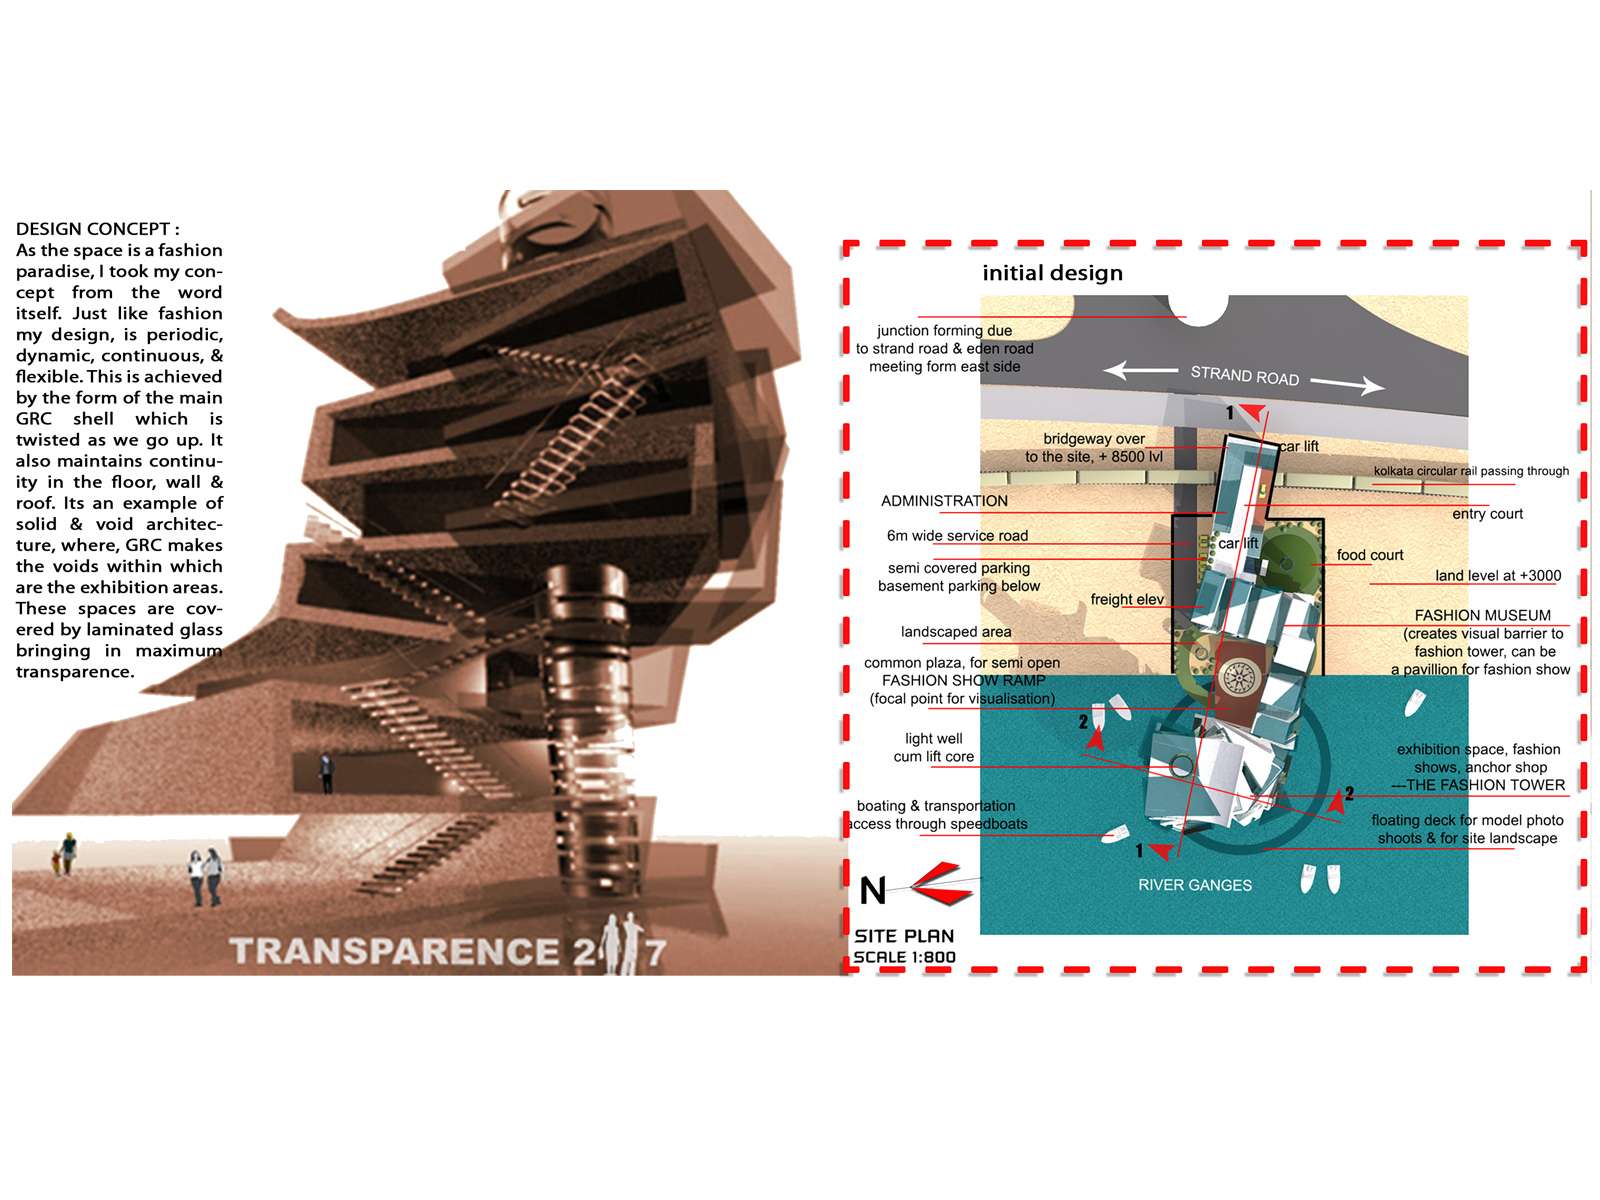 DESIGN CONCEPT :
As the space is a fashion
paradise, I took my con-
cept from the word
itself. Just like fashion
my design, is periodic,
dynamic, continuous, &
flexible. This is achieved
by the form of the main
GRC shell which is
twisted as we go up. It
also maintains continu-
ity in the floor, wall &
roof. Its an example of
solid & void architec-
ture, where, GRC makes
the voids within which
are the exhibition areas.
These spaces are cov-
ered by laminated glass
bringing in maximum
transparence.
TRANSPARENCE 2 7
initial design
junction forming due
to strand road & eden road
meeting form east side
STRAND ROAD
1
bridgeway over
to the site, + 8500 lvl
car lift
kolkata circular rail passing through
ADMINISTRATION
entry court
6m wide service road
car lift
food court
semi covered parking
basement parking below
land level at +3000
freight elev
FASHION MUSEUM
(creates visual barrier to
fashion tower, can be
a pavillion for fashion show
landscaped area
common plaza, for semi open
FASHION SHOW RAMP
(focal point for visualisation)
2
light well
cum lift core
exhibition space, fashion
shows, anchor shop
---THE FASHION TOWER
2
boating & transportation
access through speedboats
floating deck for model photo
shoots & for site landscape
1
RIVER GANGES
N
SITE PLAN
SCALE 1:800